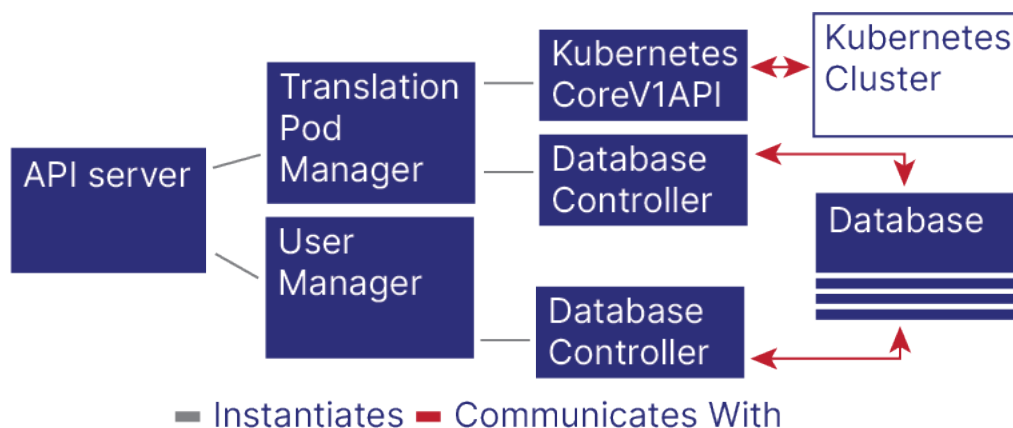 API server
Translation
Pod
Manager
User
Manager
Kubernetes
CoreV1API
Database
Controller
Database
Controller
Kubernetes
Cluster
Database
Instantiates
Communicates With